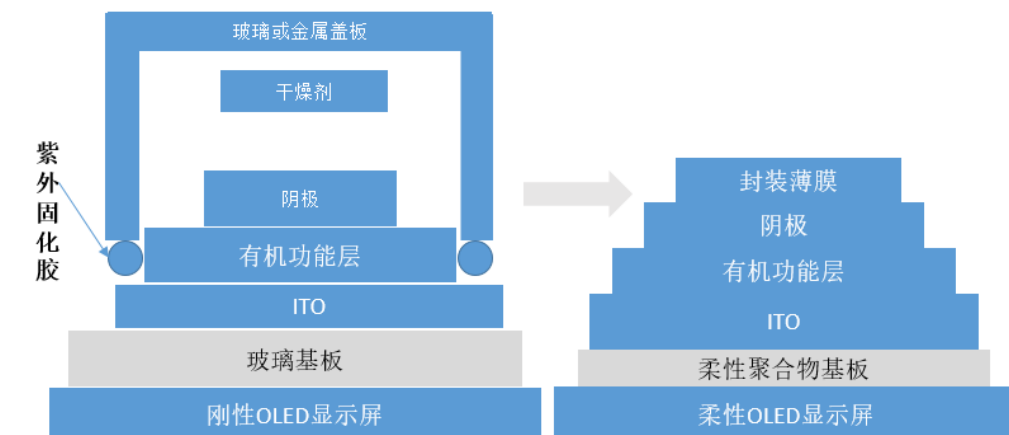 玻璃或金属盖板
干燥剂
紫外固化胶
阴极
有机功能层
ITO
玻璃基板
刚性OLED显示屏
封装薄膜
阴极
有机功能层
ITO
柔性聚合物基板
柔性OLED显示屏